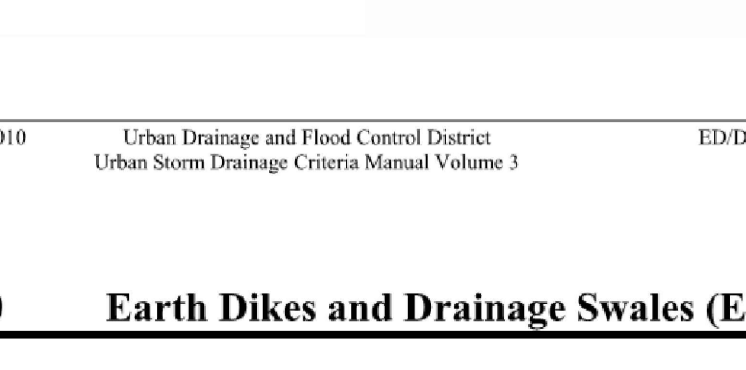 010 Urban Drainage and Flood Control District ED/D
Urban Storm Drainage Criteria Manual Volume 3
) Earth Dikes and Drainage Swales (E